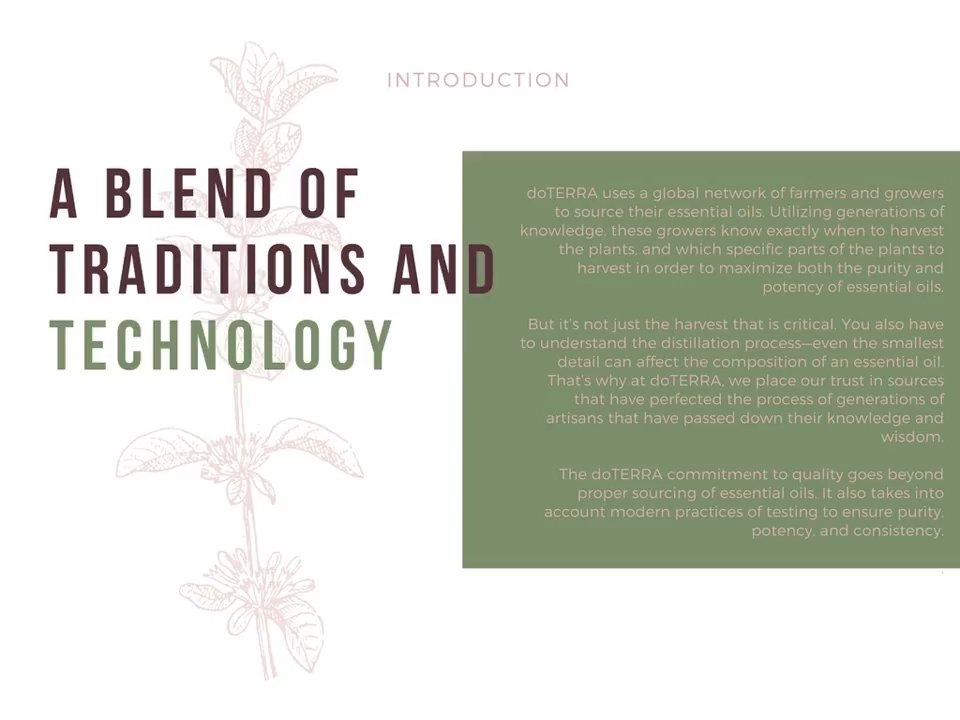 INTRODUCTION
A BLEND OF
TRADITIONS AND
TECHNOLOGY
doTERRA uses a global network of farmers and growers
to source their essential oils. Utilizing generations of
knowledge, these growers know exactly when to harvest
the plants, and which specific parts of the plants to
harvest in order to maximize both the purity and
potency of essential oils.
But it's not just the harvest that is critical. You also have
to understand the distillation process—even the smallest
detail can affect the composition of an essential oil.
That's why at doTERRA, we place our trust in sources
that have perfected the process of generations of
artisans that have passed down their knowledge and
wisdom.
The doTERRA commitment to quality goes beyond
proper sourcing of essential oils. It also takes into
account modern practices of testing to ensure purity,
potency, and consistency.